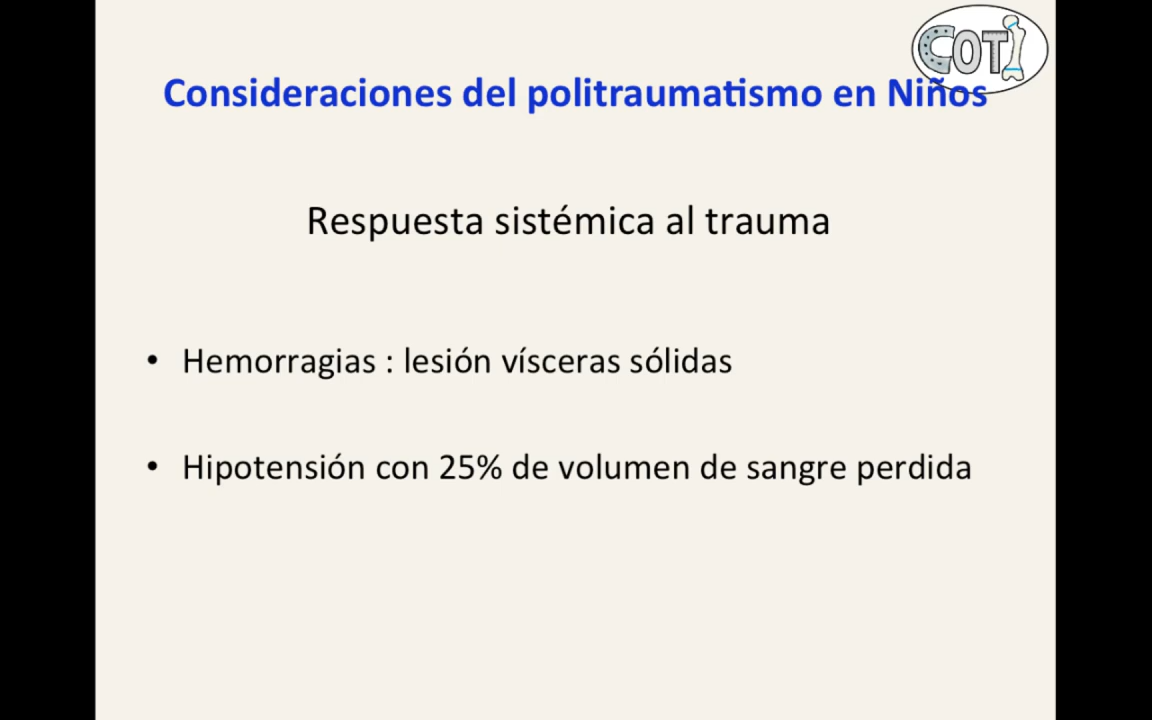 COTI
Consideraciones del politraumatismo en Niños
Respuesta sistémica al trauma
• Hemorragias : lesión vísceras sólidas
• Hipotensión con 25% de volumen de sangre perdida